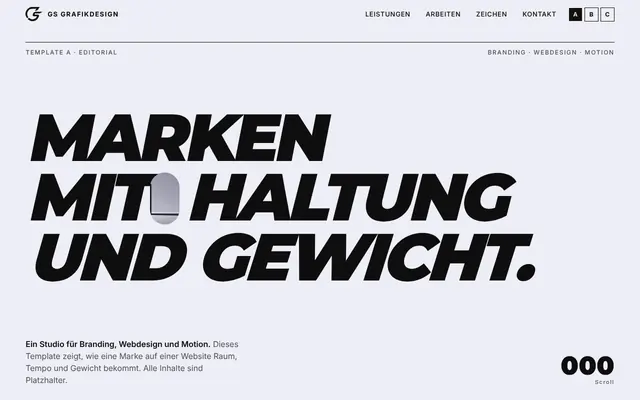 GS GRAFIKDESIGN
LEISTUNGEN ARBEITEN ZEICHEN KONTAKT A B C
TEMPLATE A · EDITORIAL
BRANDING · WEBDESIGN · MOTION
MARKEN
MIT HALTUNG
UND GEWICHT.
Ein Studio für Branding, Webdesign und Motion. Dieses
Template zeigt, wie eine Marke auf einer Website Raum,
Tempo und Gewicht bekommt. Alle Inhalte sind
Platzhalter.
000
Scroll